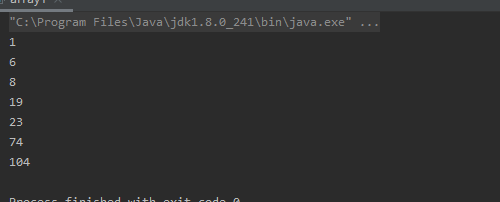 array1
"C:\Program Files\Java\jdk1.8.0_241\bin\java.exe" ...
1
6
8
19
23
74
104
Process finished with exit code 0